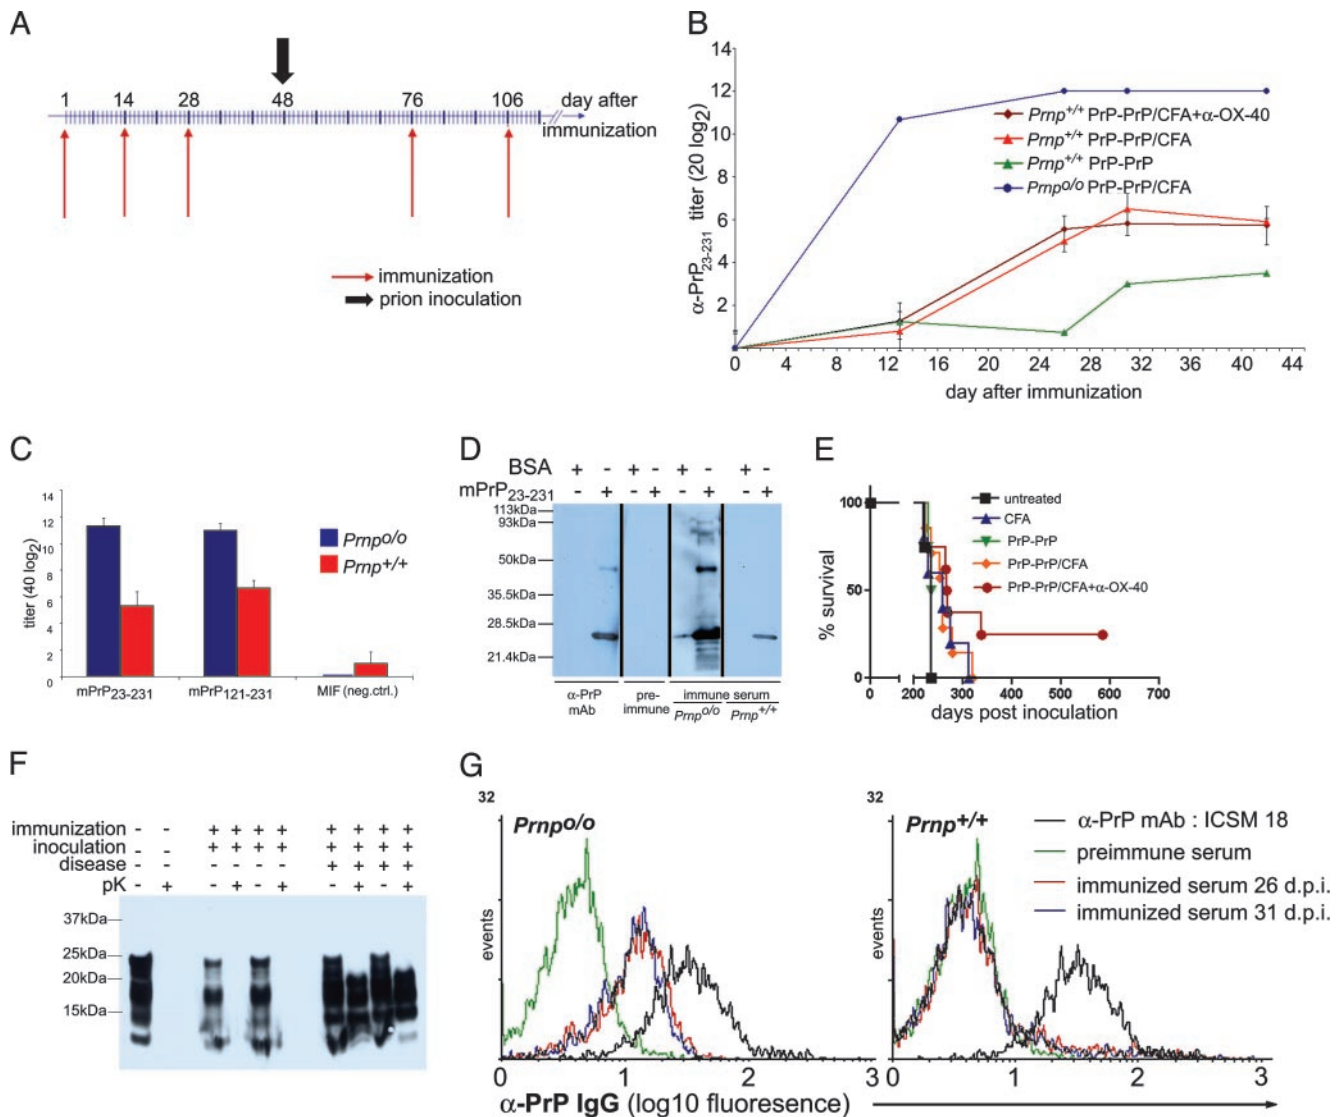 A
1 14 28 48 76 106 day after
immunization
immunization
prion inoculation
B
14
12
10
8
6
4
2
α-PrP23-231 titer (20 log2)
Prnp+/+ PrP-PrP/CFA+α-OX-40
Prnp+/+ PrP-PrP/CFA
Prnp+/+ PrP-PrP
Prnpo/o PrP-PrP/CFA
0 4 8 12 16 20 24 28 32 36 40 44
day after immunization
C
14
12
10
8
6
4
2
0
titer (40 log2)
Prnpo/o
Prnp+/+
mPrP23-231 mPrP121-231 MIF (neg.ctrl.)
D
BSA + - + - + - + -
mPrP23-231 - + - + - + - +
113kDa
93kDa
50kDa
35.5kDa
28.5kDa
21.4kDa
α-PrP mAb
pre-immune
immune serum
Prnpo/o Prnp+/+
E
100
50
0
% survival
untreated
CFA
PrP-PrP
PrP-PrP/CFA
PrP-PrP/CFA+α-OX-40
0 200 300 400 500 600 700
days post inoculation
F
immunization - - + + + + + + + +
inoculation - - + + + + + + + +
disease - - - - - - + + + +
pK - + - + - + - + - +
37kDa
25kDa
20kDa
15kDa
G
32
Prnpo/o
events
0 1 2 3
32
Prnp+/+
events
0 1 2 3
α-PrP mAb : ICSM 18
preimmune serum
immunized serum 26 d.p.i.
immunized serum 31 d.p.i.
α-PrP IgG (log10 fluoresence)